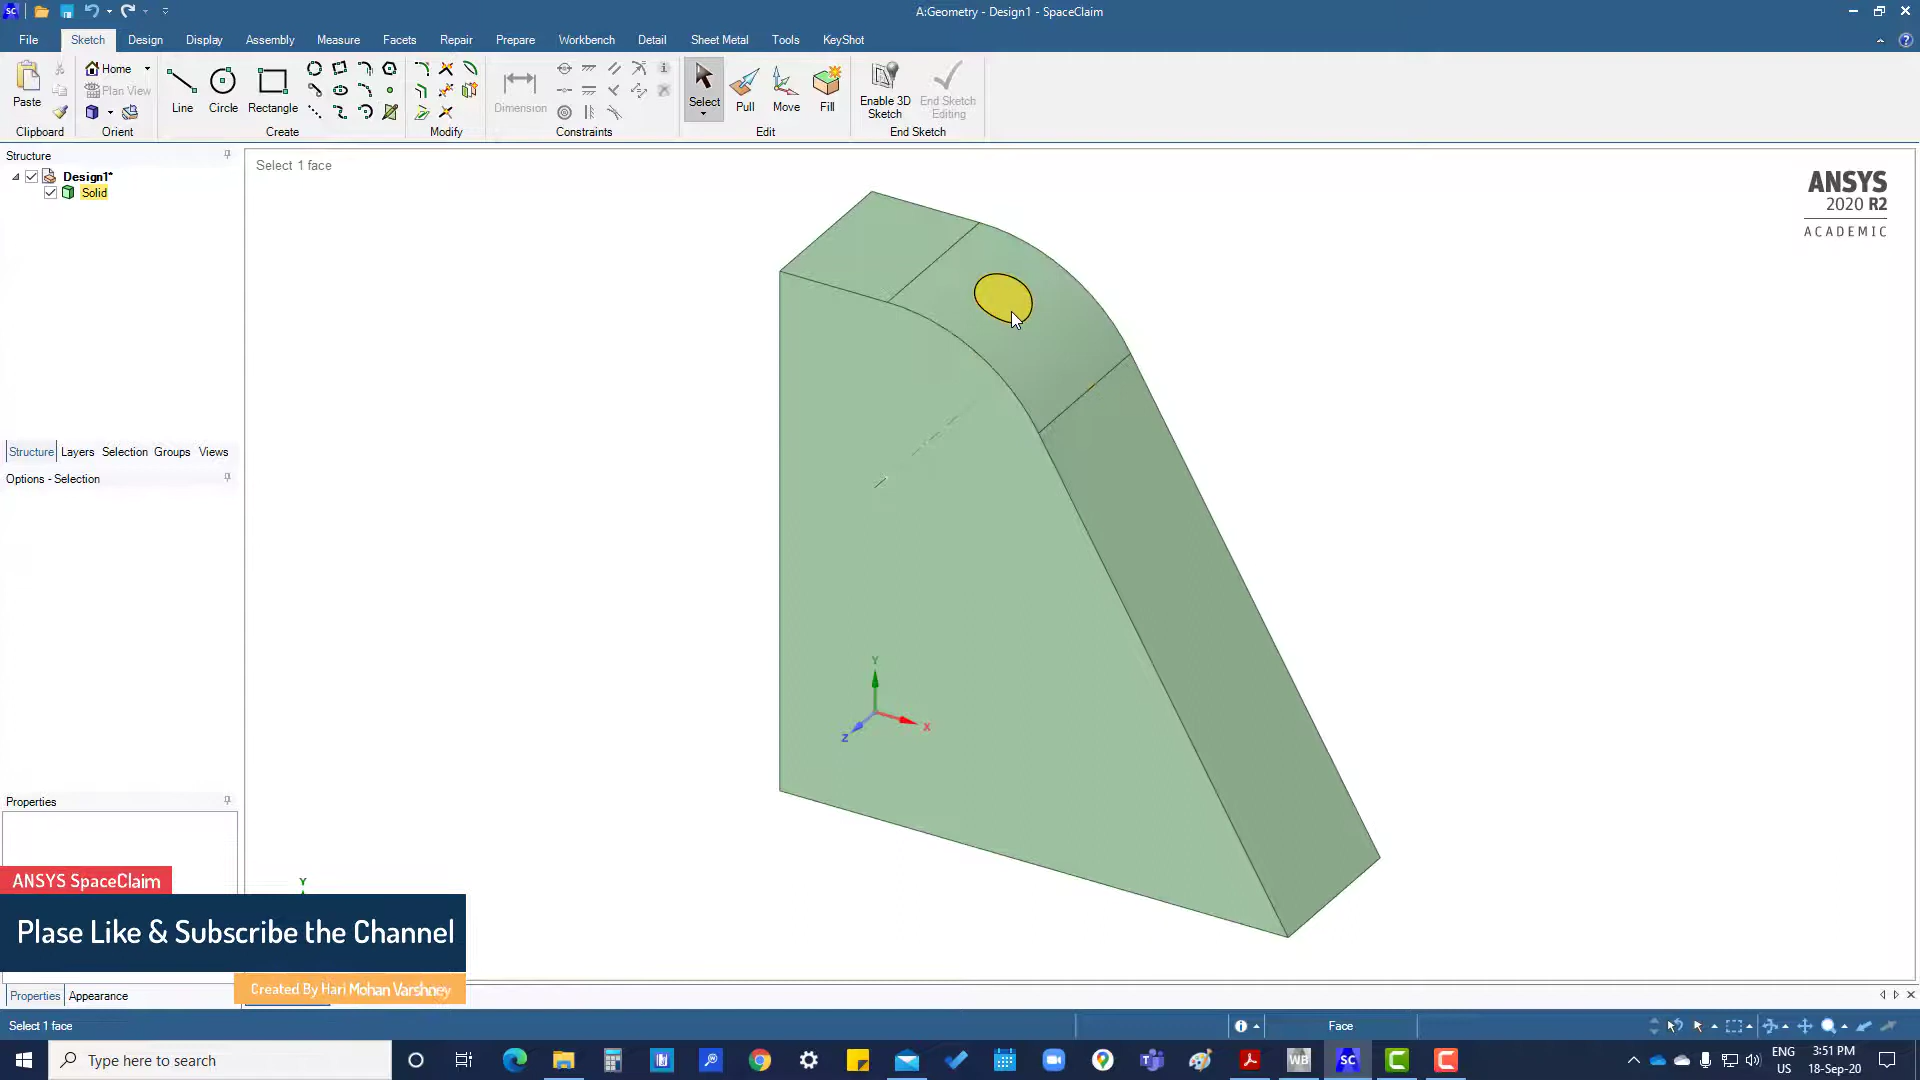 A:Geometry - Design1 - SpaceClaim
File Sketch Design Display Assembly Measure Facets Repair Prepare Workbench Detail Sheet Metal Tools KeyShot
Home
Plan View
Paste Line Circle Rectangle Dimension Select Pull Move Fill Enable 3D Sketch End Sketch Editing
Clipboard Orient Create Modify Constraints Edit End Sketch
Structure
Design1*
Solid
Select 1 face
ANSYS
2020 R2
ACADEMIC
Structure Layers Selection Groups Views
Options - Selection
Y
X
Z
Properties
Y
ANSYS SpaceClaim
Plase Like & Subscribe the Channel
Created By Hari Mohan Varshney
Properties Appearance
Select 1 face Face
Type here to search
ENG
US
3:51 PM
18-Sep-20